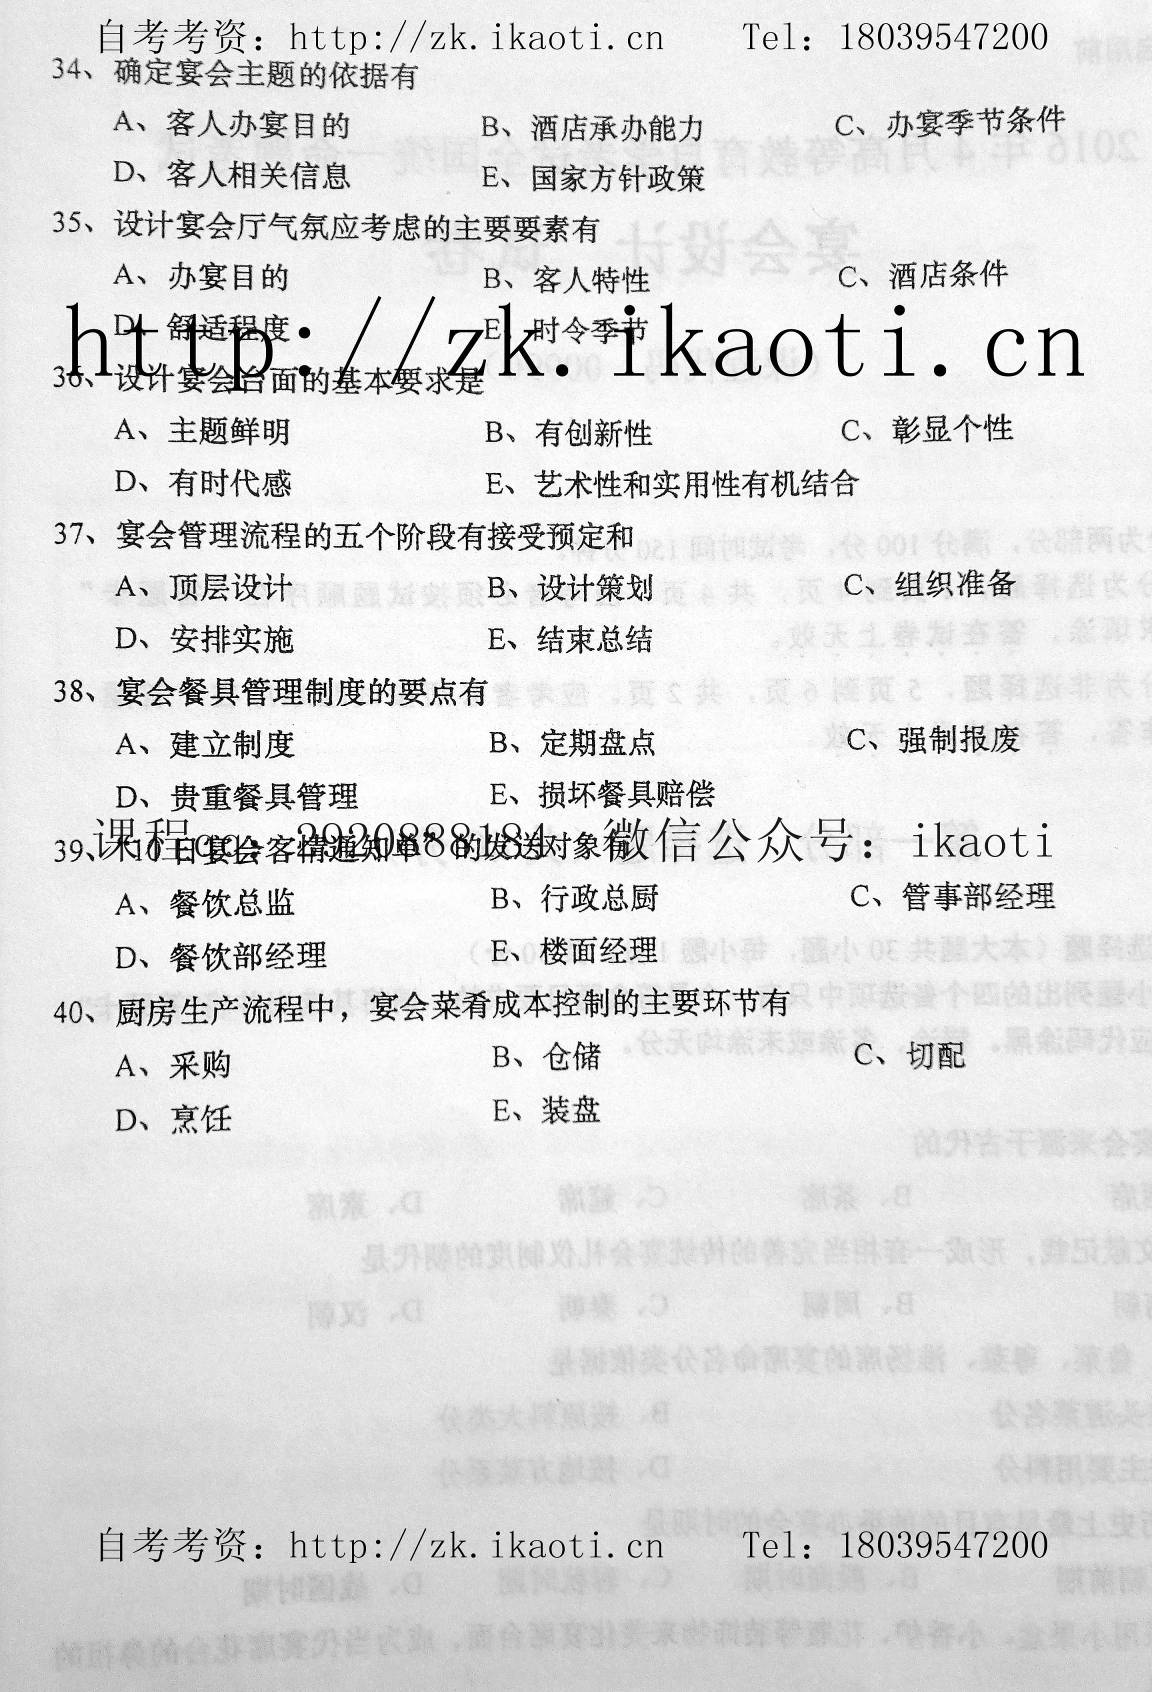 自考考资：http://zk.ikaoti.cn Tel：18039547200
34、确定宴会主题的依据有
A、客人办宴目的 B、酒店承办能力 C、办宴季节条件
D、客人相关信息 E、国家方针政策
35、设计宴会厅气氛应考虑的主要要素有
A、办宴目的 B、客人特性 C、酒店条件
D、舒适程度 E、时令季节
http://zk.ikaoti.cn
36、设计宴会台面的基本要求是
A、主题鲜明 B、有创新性 C、彰显个性
D、有时代感 E、艺术性和实用性有机结合
37、宴会管理流程的五个阶段有接受预定和
A、顶层设计 B、设计策划 C、组织准备
D、安排实施 E、结束总结
38、宴会餐具管理制度的要点有
A、建立制度 B、定期盘点 C、强制报废
D、贵重餐具管理 E、损坏餐具赔偿
课程qq：2920888184 微信公众号：ikaoti
39、“10日宴会客情通知单”的发送对象有
A、餐饮总监 B、行政总厨 C、管事部经理
D、餐饮部经理 E、楼面经理
40、厨房生产流程中，宴会菜肴成本控制的主要环节有
A、采购 B、仓储 C、切配
D、烹饪 E、装盘
自考考资：http://zk.ikaoti.cn Tel：18039547200